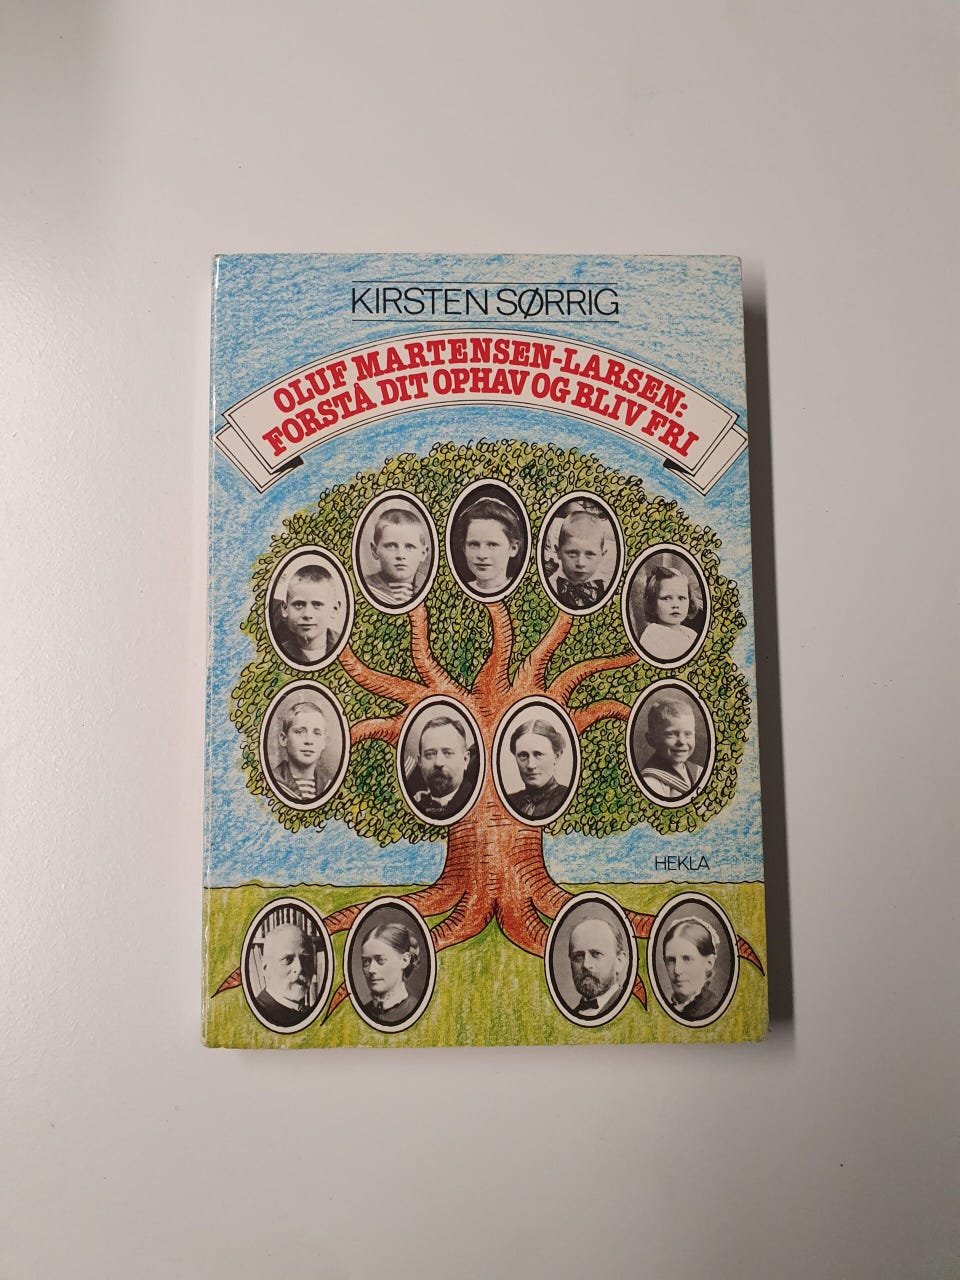 KIRSTEN SØRRIG
OLUF MARTENSEN-LARSEN:
FORSTÅ DIT OPHAV OG BLIV FRI
HEKLA